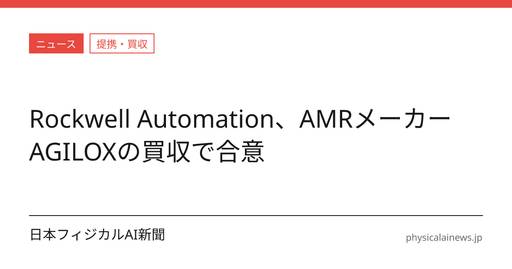 ニュース 提携・買収
Rockwell Automation、AMRメーカー
AGILOXの買収で合意
日本フィジカルAI新聞 physicalainews.jp